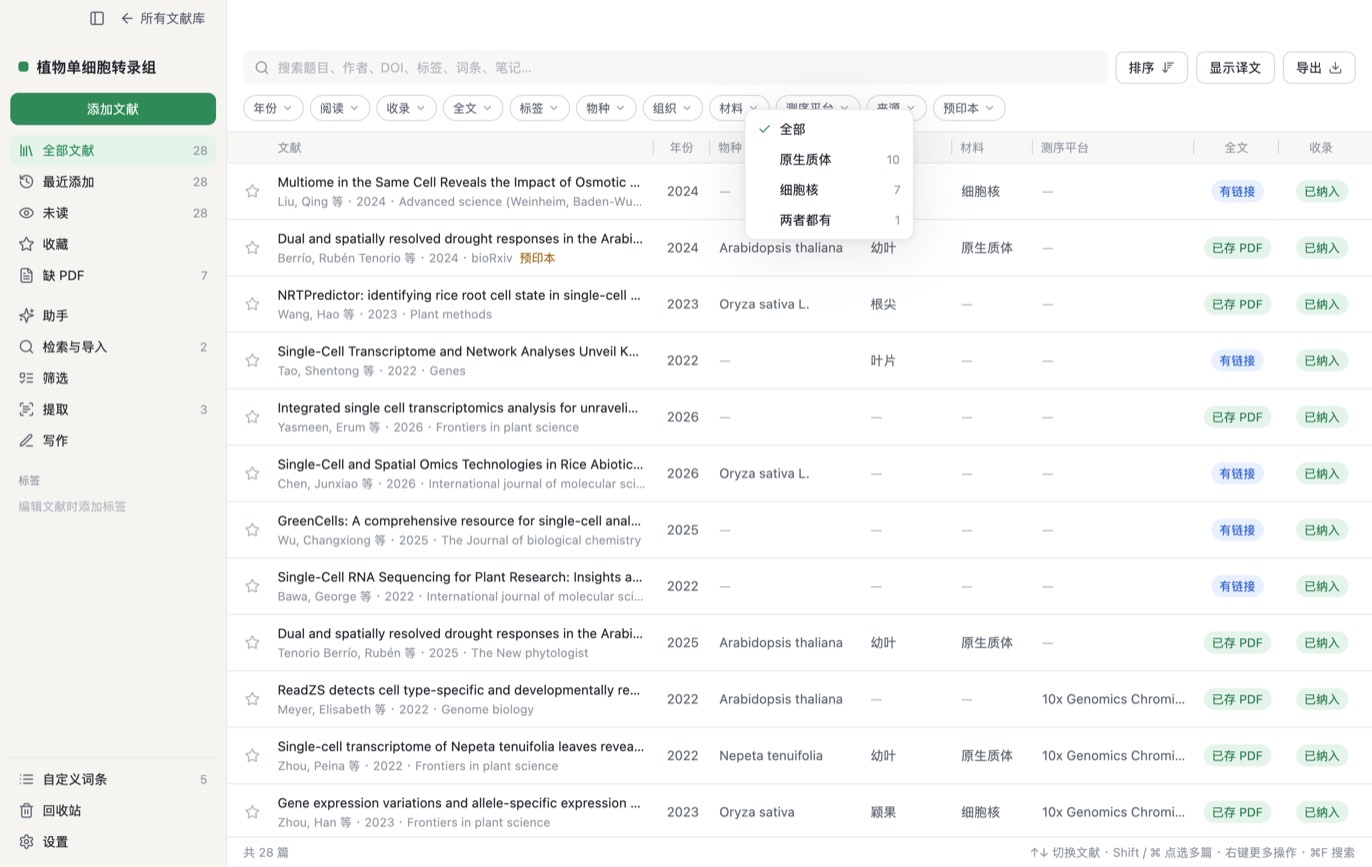 所有文献库
植物单细胞转录组
添加文献
全部文献 28
最近添加 28
未读 28
收藏
缺 PDF 7
助手
检索与导入 2
筛选
提取 3
写作
标签
编辑文献时添加标签
自定义词条 5
回收站
设置
搜索题目、作者、DOI、标签、词条、笔记...
排序
显示译文
导出
年份 阅读 收录 全文 标签 物种 组织 材料 测序平台 来源 预印本
全部
原生质体 10
细胞核 7
两者都有 1
文献 年份 物种 材料 测序平台 全文 收录
Multiome in the Same Cell Reveals the Impact of Osmotic ... 2024 — 细胞核 — 有链接 已纳入
Liu, Qing 等 · 2024 · Advanced science (Weinheim, Baden-Wu...
Dual and spatially resolved drought responses in the Arabi... 2024 Arabidopsis thaliana 幼叶 原生质体 — 已存 PDF 已纳入
Berrío, Rubén Tenorio 等 · 2024 · bioRxiv 预印本
NRTPredictor: identifying rice root cell state in single-cell ... 2023 Oryza sativa L. 根尖 — — 已存 PDF 已纳入
Wang, Hao 等 · 2023 · Plant methods
Single-Cell Transcriptome and Network Analyses Unveil K... 2022 — 叶片 — — 有链接 已纳入
Tao, Shentong 等 · 2022 · Genes
Integrated single cell transcriptomics analysis for unraveli... 2026 — — — — 已存 PDF 已纳入
Yasmeen, Erum 等 · 2026 · Frontiers in plant science
Single-Cell and Spatial Omics Technologies in Rice Abiotic... 2026 Oryza sativa L. — — — 有链接 已纳入
Chen, Junxiao 等 · 2026 · International journal of molecular sci...
GreenCells: A comprehensive resource for single-cell anal... 2025 — — — — 有链接 已纳入
Wu, Changxiong 等 · 2025 · The Journal of biological chemistry
Single-Cell RNA Sequencing for Plant Research: Insights a... 2022 — — — — 有链接 已纳入
Bawa, George 等 · 2022 · International journal of molecular sci...
Dual and spatially resolved drought responses in the Arabi... 2025 Arabidopsis thaliana 幼叶 原生质体 — 已存 PDF 已纳入
Tenorio Berrío, Rubén 等 · 2025 · The New phytologist
ReadZS detects cell type-specific and developmentally re... 2022 Arabidopsis thaliana — — 10x Genomics Chromi... 已存 PDF 已纳入
Meyer, Elisabeth 等 · 2022 · Genome biology
Single-cell transcriptome of Nepeta tenuifolia leaves revea... 2022 Nepeta tenuifolia 幼叶 原生质体 10x Genomics Chromi... 已存 PDF 已纳入
Zhou, Peina 等 · 2022 · Frontiers in plant science
Gene expression variations and allele-specific expression ... 2023 Oryza sativa 颖果 细胞核 10x Genomics Chromi... 已存 PDF 已纳入
Zhou, Han 等 · 2023 · Frontiers in plant science
共 28 篇
↑↓ 切换文献 · Shift / ⌘ 点选多篇 · 右键更多操作 · ⌘F 搜索